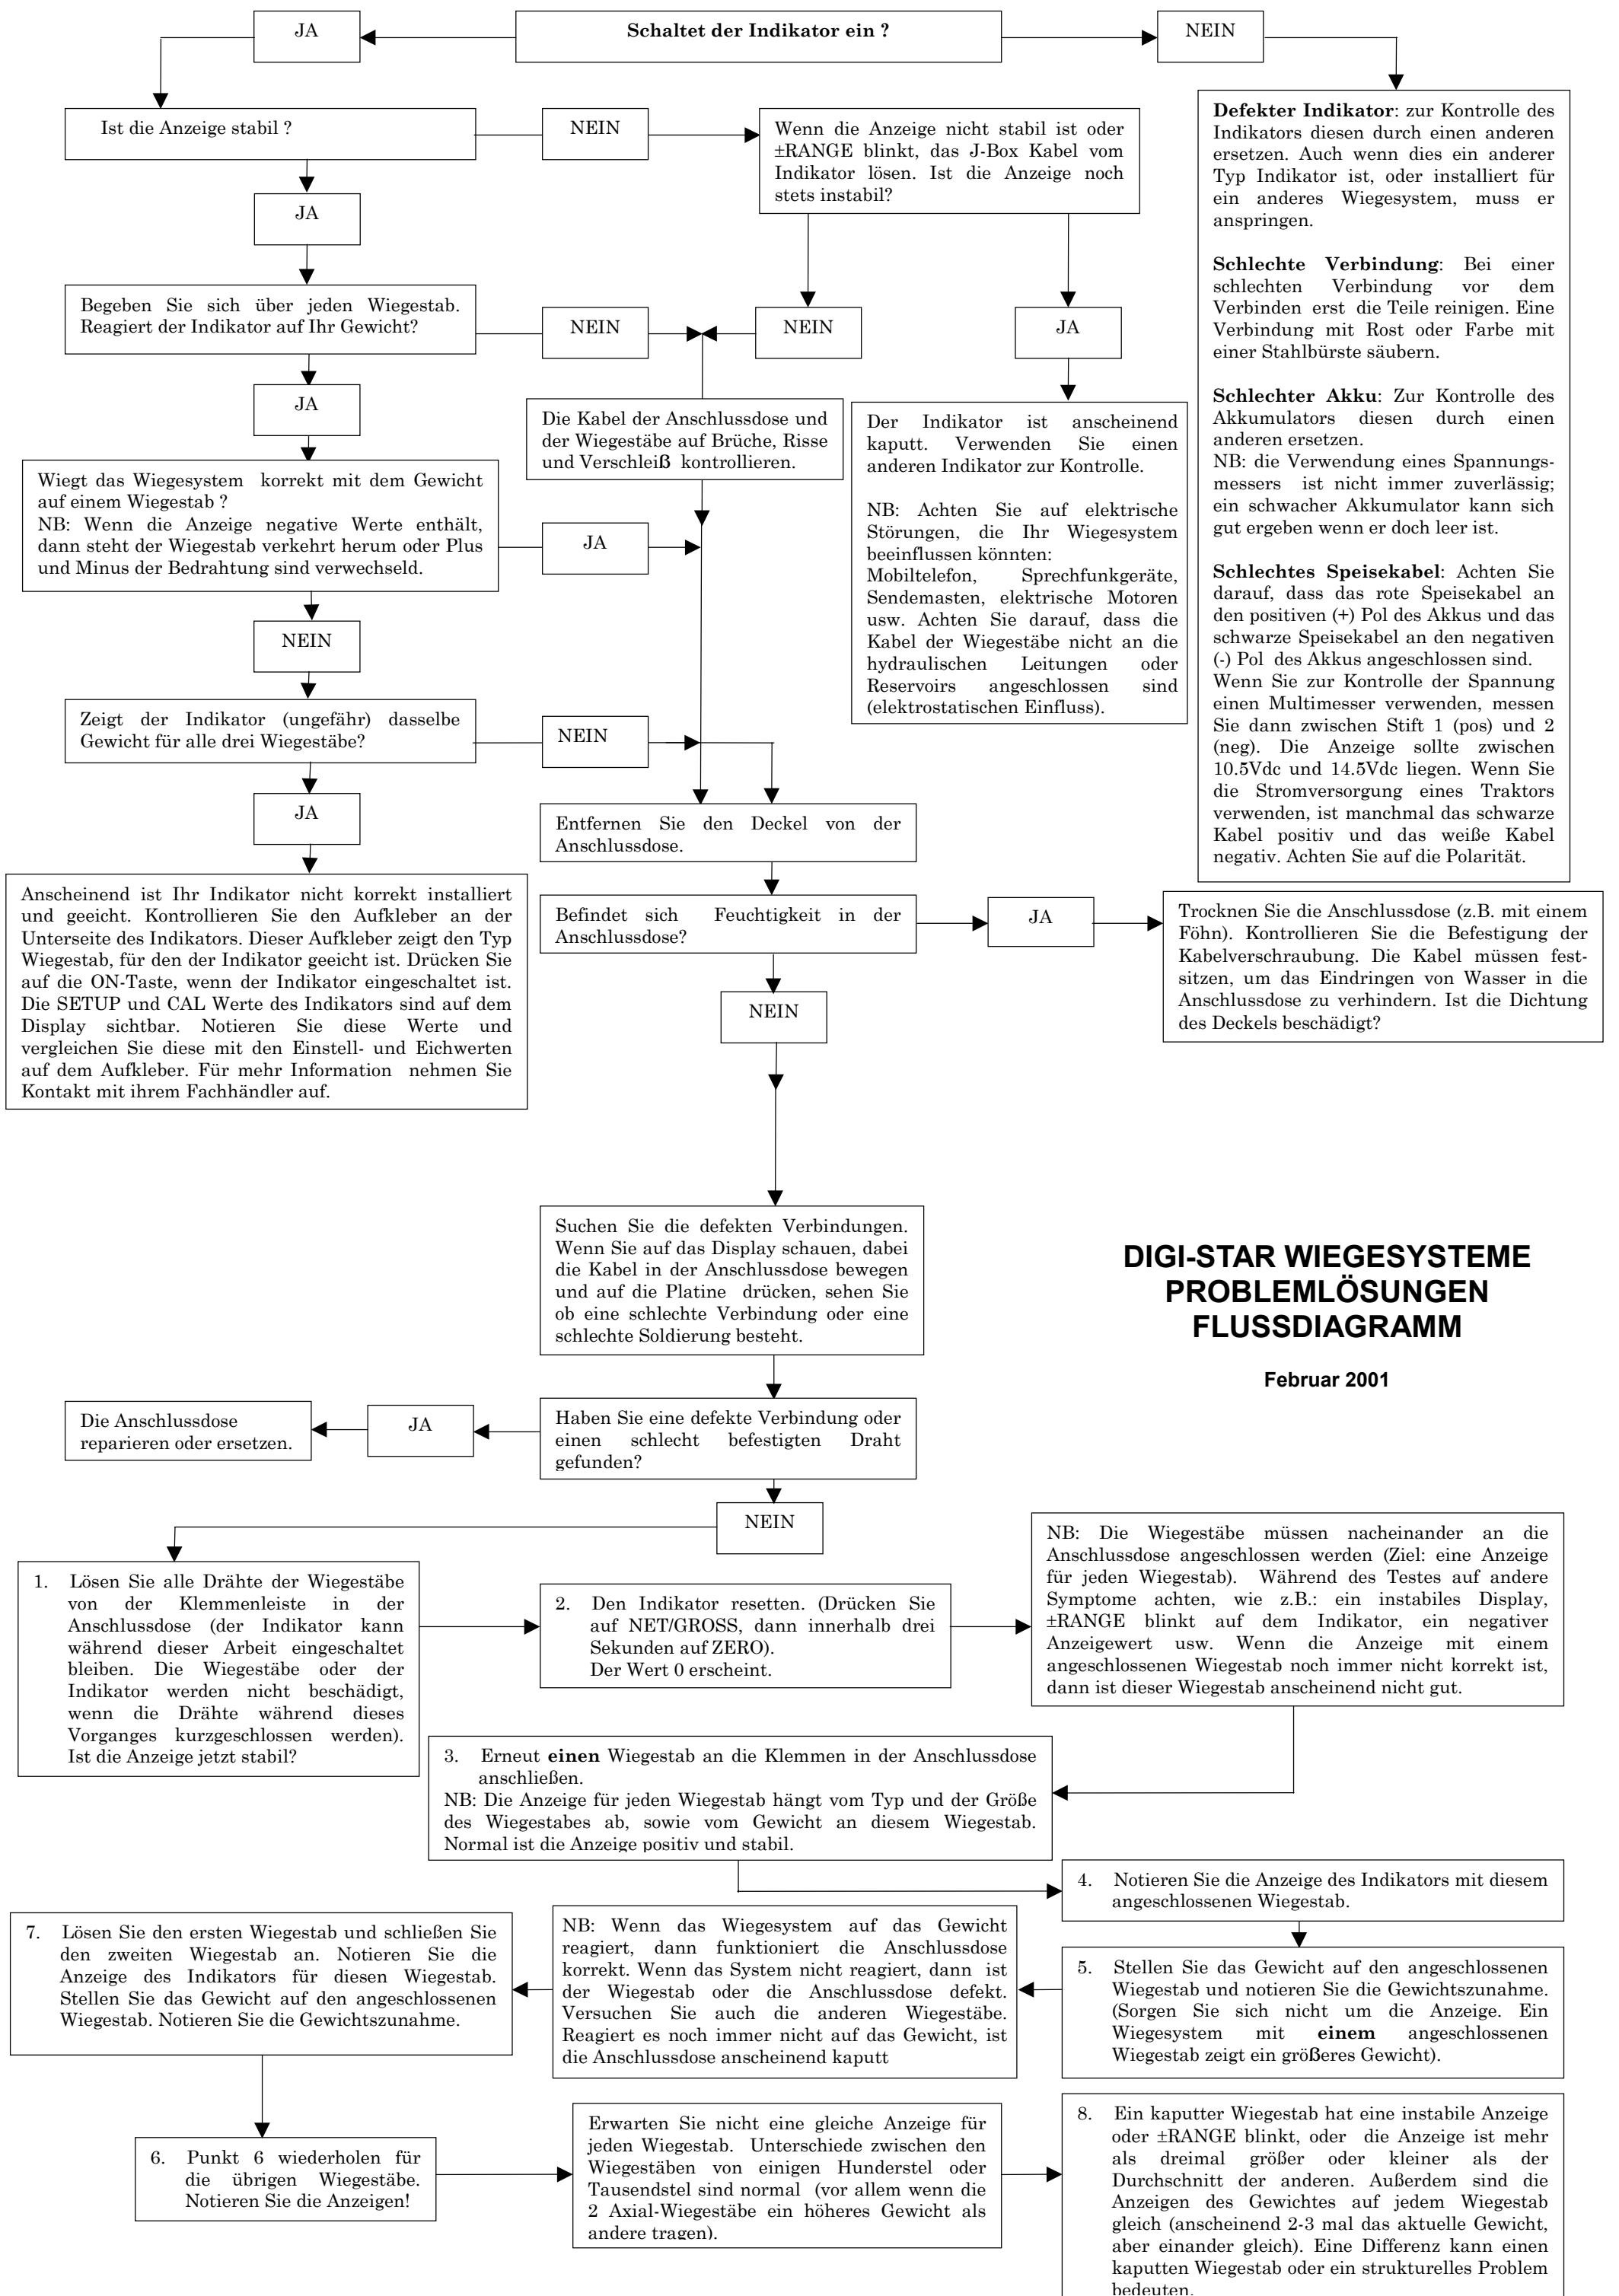 JA
Schaltet der Indikator ein ?
NEIN
Ist die Anzeige stabil ?
NEIN
Wenn die Anzeige nicht stabil ist oder
±RANGE blinkt, das J-Box Kabel vom
Indikator lösen. Ist die Anzeige noch
stets instabil?
Defekter Indikator: zur Kontrolle des
Indikators diesen durch einen anderen
ersetzen. Auch wenn dies ein anderer
Typ Indikator ist, oder installiert für
ein anderes Wiegesystem, muss er
anspringen.
Schlechte Verbindung: Bei einer
schlechten Verbindung vor dem
Verbinden erst die Teile reinigen. Eine
Verbindung mit Rost oder Farbe mit
einer Stahlbürste säubern.
Schlechter Akku: Zur Kontrolle des
Akkumulators diesen durch einen
anderen ersetzen.
NB: die Verwendung eines Spannungs-
messers ist nicht immer zuverlässig;
ein schwacher Akkumulator kann sich
gut ergeben wenn er doch leer ist.
Schlechtes Speisekabel: Achten Sie
darauf, dass das rote Speisekabel an
den positiven (+) Pol des Akkus und das
schwarze Speisekabel an den negativen
(-) Pol des Akkus angeschlossen sind.
Wenn Sie zur Kontrolle der Spannung
einen Multimesser verwenden, messen
Sie dann zwischen Stift 1 (pos) und 2
(neg). Die Anzeige sollte zwischen
10.5Vdc und 14.5Vdc liegen. Wenn Sie
die Stromversorgung eines Traktors
verwenden, ist manchmal das schwarze
Kabel positiv und das weiße Kabel
negativ. Achten Sie auf die Polarität.
JA
Begeben Sie sich über jeden Wiegestab.
Reagiert der Indikator auf Ihr Gewicht?
NEIN
NEIN
JA
JA
Die Kabel der Anschlussdose und
der Wiegestäbe auf Brüche, Risse
und Verschleiß kontrollieren.
Der Indikator ist anscheinend
kaputt. Verwenden Sie einen
anderen Indikator zur Kontrolle.
NB: Achten Sie auf elektrische
Störungen, die Ihr Wiegesystem
beeinflussen könnten:
Mobiltelefon, Sprechfunkgeräte,
Sendemasten, elektrische Motoren
usw. Achten Sie darauf, dass die
Kabel der Wiegestäbe nicht an die
hydraulischen Leitungen oder
Reservoirs angeschlossen sind
(elektrostatischen Einfluss).
Wiegt das Wiegesystem korrekt mit dem Gewicht
auf einem Wiegestab ?
NB: Wenn die Anzeige negative Werte enthält,
dann steht der Wiegestab verkehrt herum oder Plus
und Minus der Bedrahtung sind verwechseld.
JA
NEIN
Zeigt der Indikator (ungefähr) dasselbe
Gewicht für alle drei Wiegestäbe?
NEIN
JA
Entfernen Sie den Deckel von der
Anschlussdose.
Anscheinend ist Ihr Indikator nicht korrekt installiert
und geeicht. Kontrollieren Sie den Aufkleber an der
Unterseite des Indikators. Dieser Aufkleber zeigt den Typ
Wiegestab, für den der Indikator geeicht ist. Drücken Sie
auf die ON-Taste, wenn der Indikator eingeschaltet ist.
Die SETUP und CAL Werte des Indikators sind auf dem
Display sichtbar. Notieren Sie diese Werte und
vergleichen Sie diese mit den Einstell- und Eichwerten
auf dem Aufkleber. Für mehr Information nehmen Sie
Kontakt mit ihrem Fachhändler auf.
Befindet sich Feuchtigkeit in der
Anschlussdose?
JA
Trocknen Sie die Anschlussdose (z.B. mit einem
Föhn). Kontrollieren Sie die Befestigung der
Kabelverschraubung. Die Kabel müssen fest-
sitzen, um das Eindringen von Wasser in die
Anschlussdose zu verhindern. Ist die Dichtung
des Deckels beschädigt?
NEIN
Suchen Sie die defekten Verbindungen.
Wenn Sie auf das Display schauen, dabei
die Kabel in der Anschlussdose bewegen
und auf die Platine drücken, sehen Sie
ob eine schlechte Verbindung oder eine
schlechte Soldierung besteht.
DIGI-STAR WIEGESYSTEME
PROBLEMLÖSUNGEN
FLUSSDIAGRAMM
Februar 2001
Die Anschlussdose
reparieren oder ersetzen.
JA
Haben Sie eine defekte Verbindung oder
einen schlecht befestigten Draht
gefunden?
NEIN
1. Lösen Sie alle Drähte der Wiegestäbe
von der Klemmenleiste in der
Anschlussdose (der Indikator kann
während dieser Arbeit eingeschaltet
bleiben. Die Wiegestäbe oder der
Indikator werden nicht beschädigt,
wenn die Drähte während dieses
Vorganges kurzgeschlossen werden).
Ist die Anzeige jetzt stabil?
2. Den Indikator resetten. (Drücken Sie
auf NET/GROSS, dann innerhalb drei
Sekunden auf ZERO).
Der Wert 0 erscheint.
NB: Die Wiegestäbe müssen nacheinander an die
Anschlussdose angeschlossen werden (Ziel: eine Anzeige
für jeden Wiegestab). Während des Testes auf andere
Symptome achten, wie z.B.: ein instabiles Display,
±RANGE blinkt auf dem Indikator, ein negativer
Anzeigewert usw. Wenn die Anzeige mit einem
angeschlossenen Wiegestab noch immer nicht korrekt ist,
dann ist dieser Wiegestab anscheinend nicht gut.
3. Erneut einen Wiegestab an die Klemmen in der Anschlussdose
anschließen.
NB: Die Anzeige für jeden Wiegestab hängt vom Typ und der Größe
des Wiegestabes ab, sowie vom Gewicht an diesem Wiegestab.
Normal ist die Anzeige positiv und stabil.
4. Notieren Sie die Anzeige des Indikators mit diesem
angeschlossenen Wiegestab.
7. Lösen Sie den ersten Wiegestab und schließen Sie
den zweiten Wiegestab an. Notieren Sie die
Anzeige des Indikators für diesen Wiegestab.
Stellen Sie das Gewicht auf den angeschlossenen
Wiegestab. Notieren Sie die Gewichtszunahme.
NB: Wenn das Wiegesystem auf das Gewicht
reagiert, dann funktioniert die Anschlussdose
korrekt. Wenn das System nicht reagiert, dann ist
der Wiegestab oder die Anschlussdose defekt.
Versuchen Sie auch die anderen Wiegestäbe.
Reagiert es noch immer nicht auf das Gewicht, ist
die Anschlussdose anscheinend kaputt
5. Stellen Sie das Gewicht auf den angeschlossenen
Wiegestab und notieren Sie die Gewichtszunahme.
(Sorgen Sie sich nicht um die Anzeige. Ein
Wiegesystem mit einem angeschlossenen
Wiegestab zeigt ein größeres Gewicht).
6. Punkt 6 wiederholen für
die übrigen Wiegestäbe.
Notieren Sie die Anzeigen!
Erwarten Sie nicht eine gleiche Anzeige für
jeden Wiegestab. Unterschiede zwischen den
Wiegestäben von einigen Hunderstel oder
Tausendstel sind normal (vor allem wenn die
2 Axial-Wiegestäbe ein höheres Gewicht als
andere tragen).
8. Ein kaputter Wiegestab hat eine instabile Anzeige
oder ±RANGE blinkt, oder die Anzeige ist mehr
als dreimal größer oder kleiner als der
Durchschnitt der anderen. Außerdem sind die
Anzeigen des Gewichtes auf jedem Wiegestab
gleich (anscheinend 2-3 mal das aktuelle Gewicht,
aber einander gleich). Eine Differenz kann einen
kaputten Wiegestab oder ein strukturelles Problem
bedeuten.